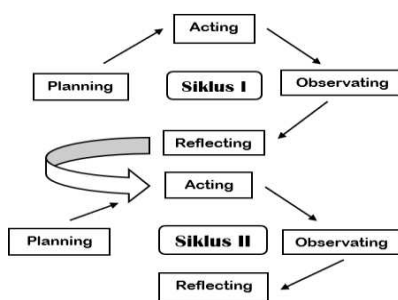 Acting
Planning
Siklus I
Observating
Reflecting
Acting
Planning
Siklus II
Observating
Reflecting